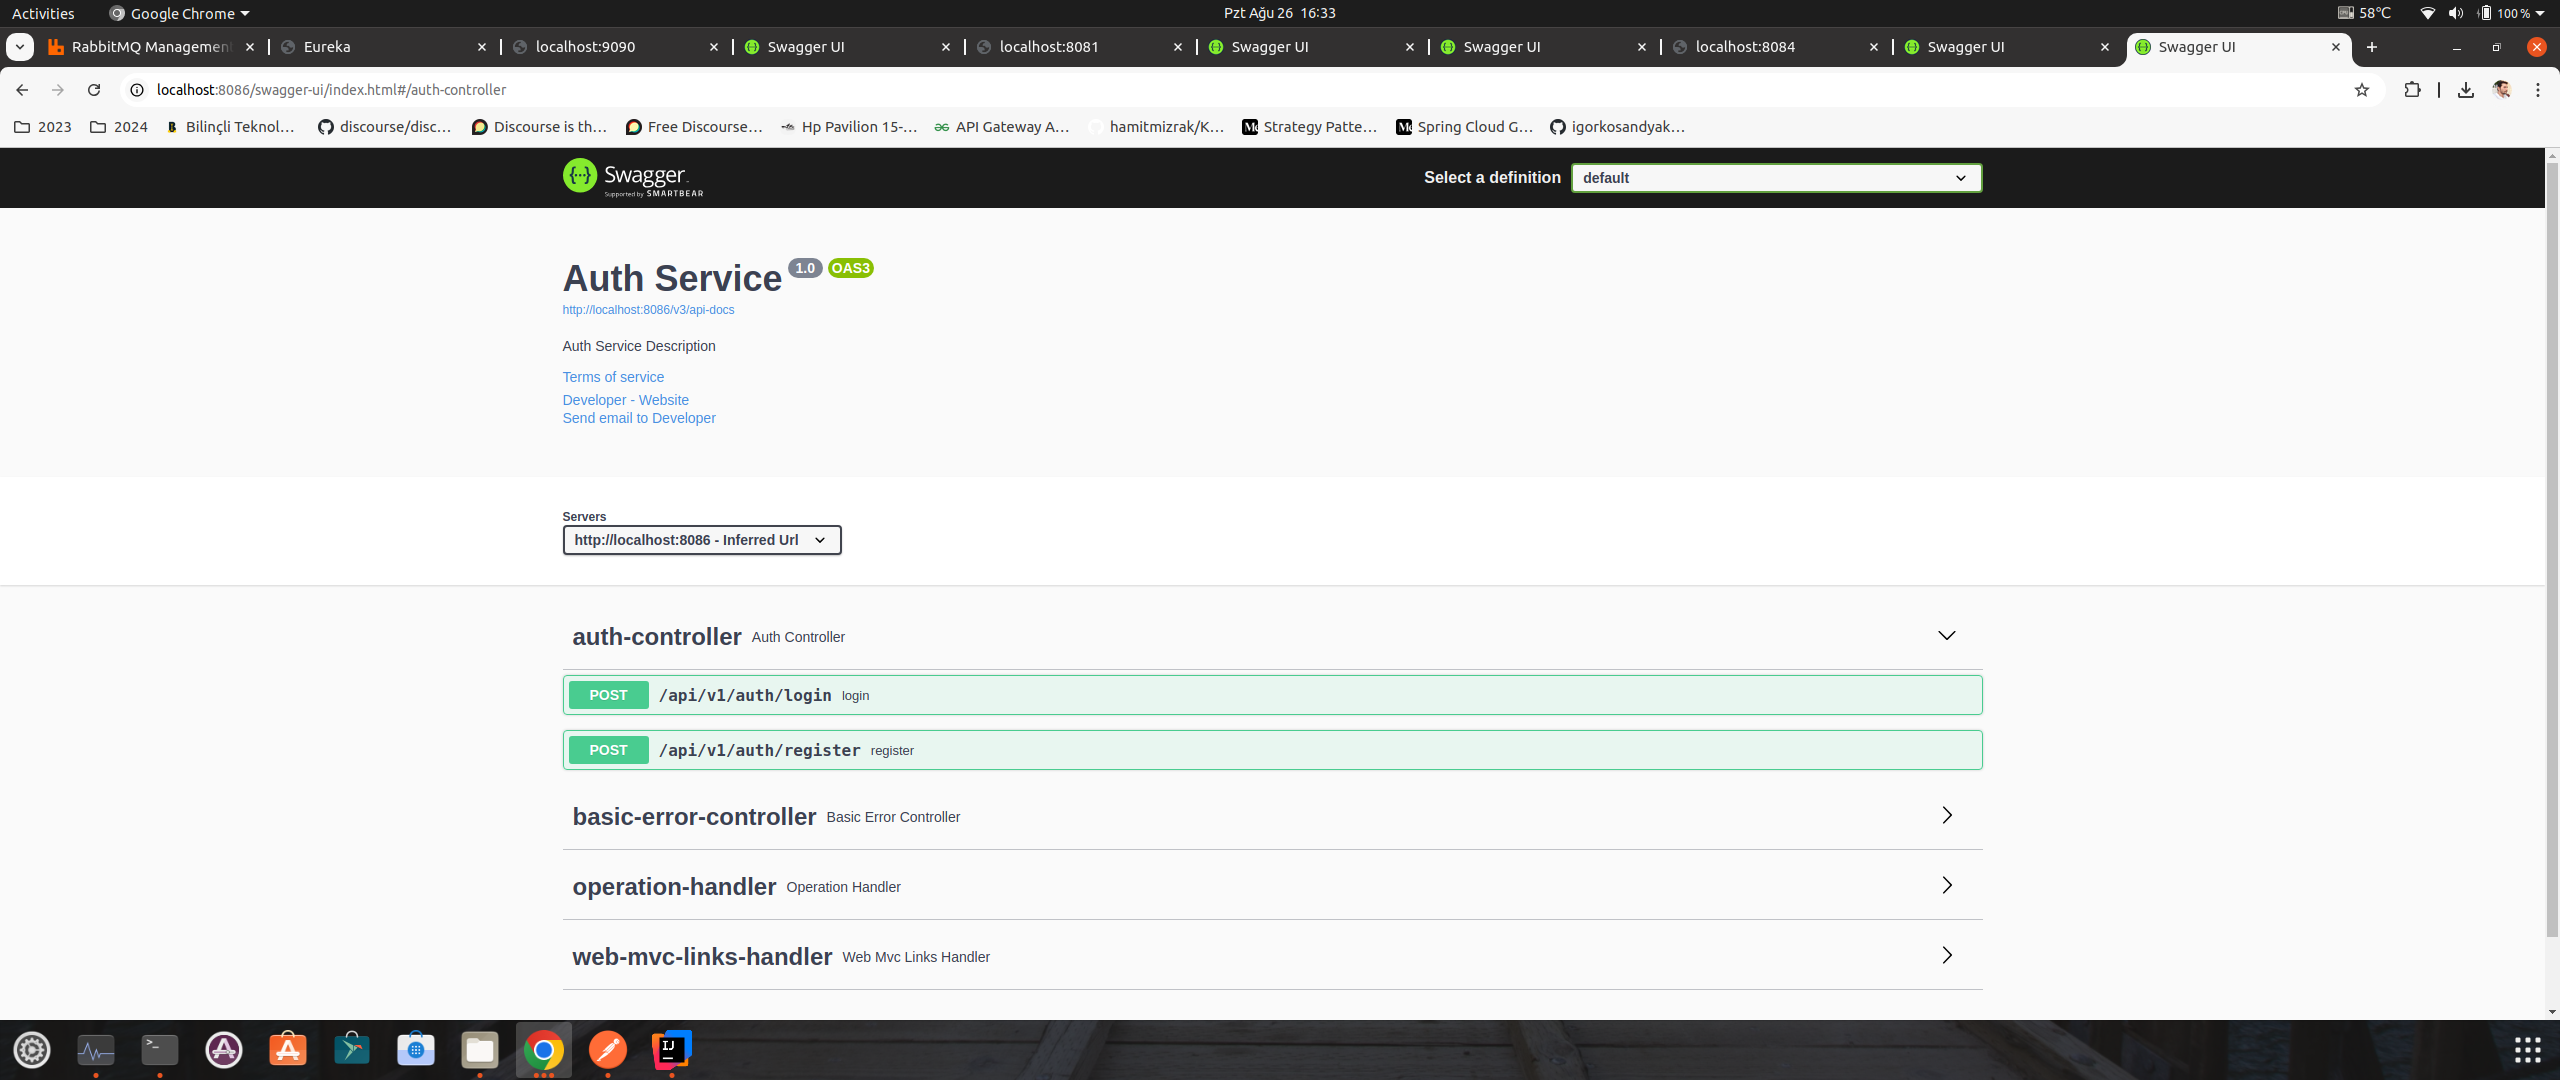 Activities
Google Chrome
Pzt Ağu 26 16:33
58°C
100 %
RabbitMQ Management
Eureka
localhost:9090
Swagger UI
localhost:8081
Swagger UI
Swagger UI
localhost:8084
Swagger UI
Swagger UI
localhost:8086/swagger-ui/index.html#/auth-controller
2023
2024
Bilinçli Teknol...
discourse/disc...
Discourse is th...
Free Discourse...
Hp Pavilion 15-...
API Gateway A...
hamitmizrak/K...
Strategy Patte...
Spring Cloud G...
igorkosandyak...
Swagger
Supported by SMARTBEAR
Select a definition
default
Auth Service 1.0 OAS3
http://localhost:8086/v3/api-docs
Auth Service Description
Terms of service
Developer - Website
Send email to Developer
Servers
http://localhost:8086 - Inferred Url
auth-controller Auth Controller
POST /api/v1/auth/login login
POST /api/v1/auth/register register
basic-error-controller Basic Error Controller
operation-handler Operation Handler
web-mvc-links-handler Web Mvc Links Handler